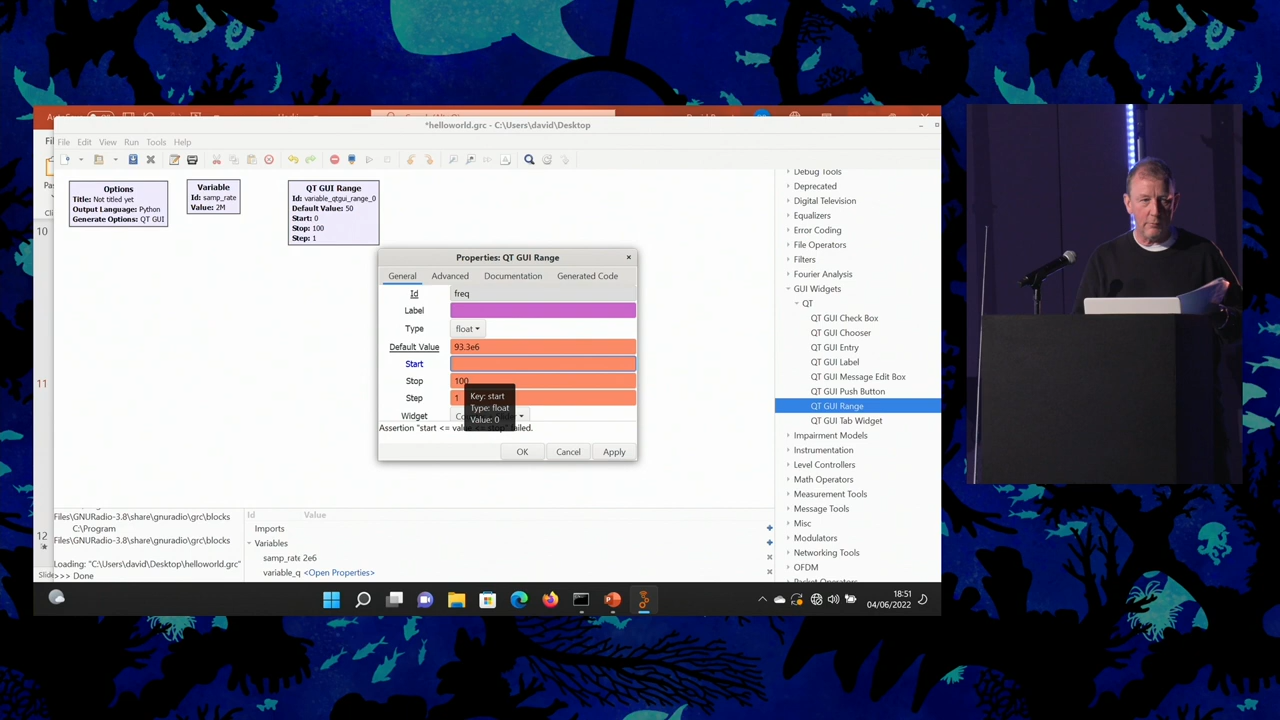 *helloworld.grc - C:\Users\david\Desktop
File Edit View Run Tools Help
Options
Title: Not titled yet
Output Language: Python
Generate Options: QT GUI
Variable
Id: samp_rate
Value: 2M
QT GUI Range
Id: variable_qtgui_range_0
Default Value: 50
Start: 0
Stop: 100
Step: 1
10
11
12
Properties: QT GUI Range
General Advanced Documentation Generated Code
Id freq
Label
Type float
Default Value 93.3e6
Start
Stop 100
Step 1
Widget
Key: start
Type: float
Value: 0
Assertion "start <= failed.
OK Cancel Apply
Debug Tools
Deprecated
Digital Television
Equalizers
Error Coding
File Operators
Filters
Fourier Analysis
GUI Widgets
QT
QT GUI Check Box
QT GUI Chooser
QT GUI Entry
QT GUI Label
QT GUI Message Edit Box
QT GUI Push Button
QT GUI Range
QT GUI Tab Widget
Impairment Models
Instrumentation
Level Controllers
Math Operators
Measurement Tools
Message Tools
Misc
Modulators
Networking Tools
OFDM
Files\GNURadio-3.8\share\gnuradio\grc\blocks
C:\Program
Files\GNURadio-3.8\share\gnuradio\grc\blocks
Loading: "C:\Users\david\Desktop\helloworld.grc"
>>> Done
Id Value
Imports
Variables
samp_rate 2e6
variable_q <Open Properties>
18:51
04/06/2022